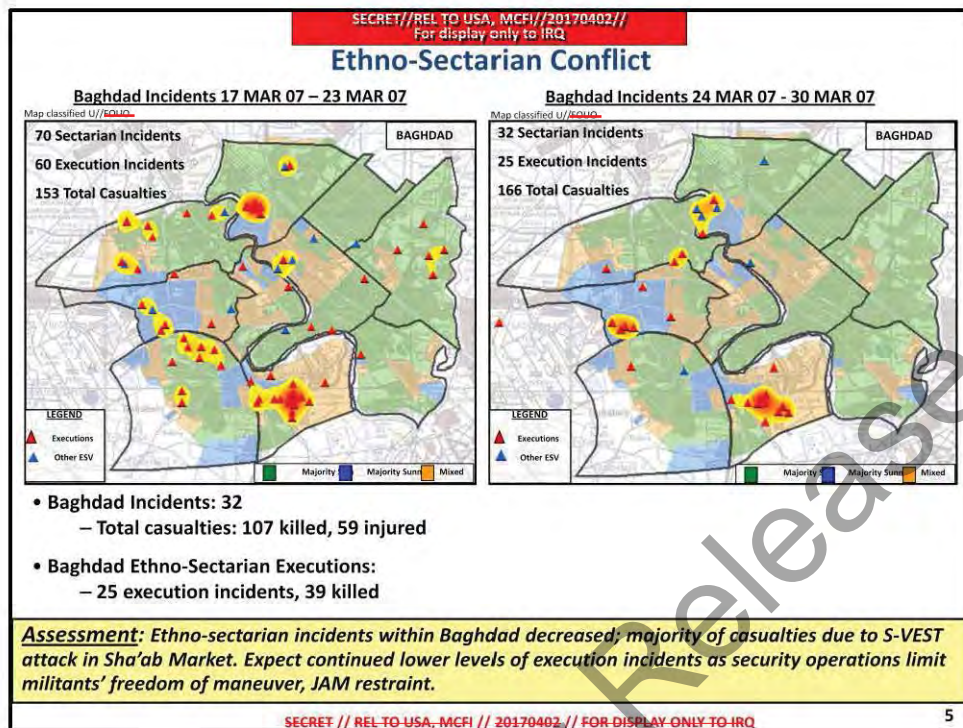 SECRET//REL TO USA, MCFI//20170402//
For display only to IRQ
Ethno-Sectarian Conflict
Baghdad Incidents 17 MAR 07 – 23 MAR 07
Map classified U//FOUO
70 Sectarian Incidents
60 Execution Incidents
153 Total Casualties
BAGHDAD
LEGEND
Executions
Other ESV
Majority Majority Sunn Mixed
Baghdad Incidents 24 MAR 07 - 30 MAR 07
Map classified U//FOUO
32 Sectarian Incidents
25 Execution Incidents
166 Total Casualties
BAGHDAD
LEGEND
Executions
Other ESV
Majority Majority Sunn Mixed
• Baghdad Incidents: 32
– Total casualties: 107 killed, 59 injured
• Baghdad Ethno-Sectarian Executions:
– 25 execution incidents, 39 killed
Assessment: Ethno-sectarian incidents within Baghdad decreased; majority of casualties due to S-VEST
attack in Sha'ab Market. Expect continued lower levels of execution incidents as security operations limit
militants' freedom of maneuver, JAM restraint.
SECRET // REL TO USA, MCFI // 20170402 // FOR DISPLAY ONLY TO IRQ
5
Release